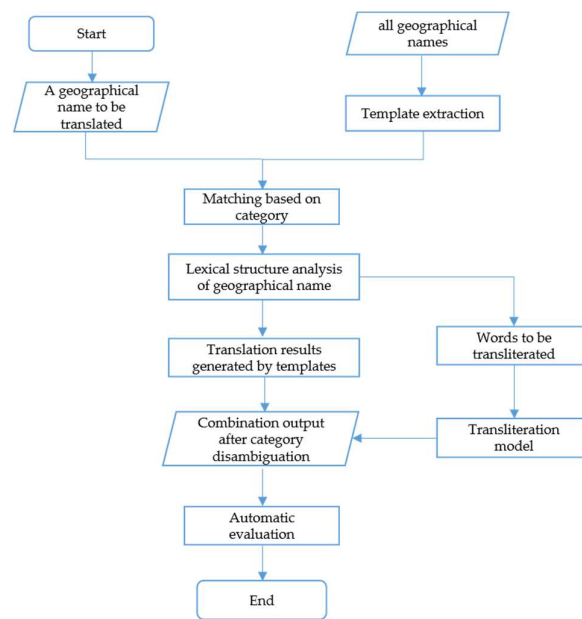 Start
all geographical
names
A geographical
name to be
translated
Template extraction
Matching based on
category
Lexical structure analysis
of geographical name
Translation results
generated by templates
Words to be
transliterated
Combination output
after category
disambiguation
Transliteration
model
Automatic
evaluation
End